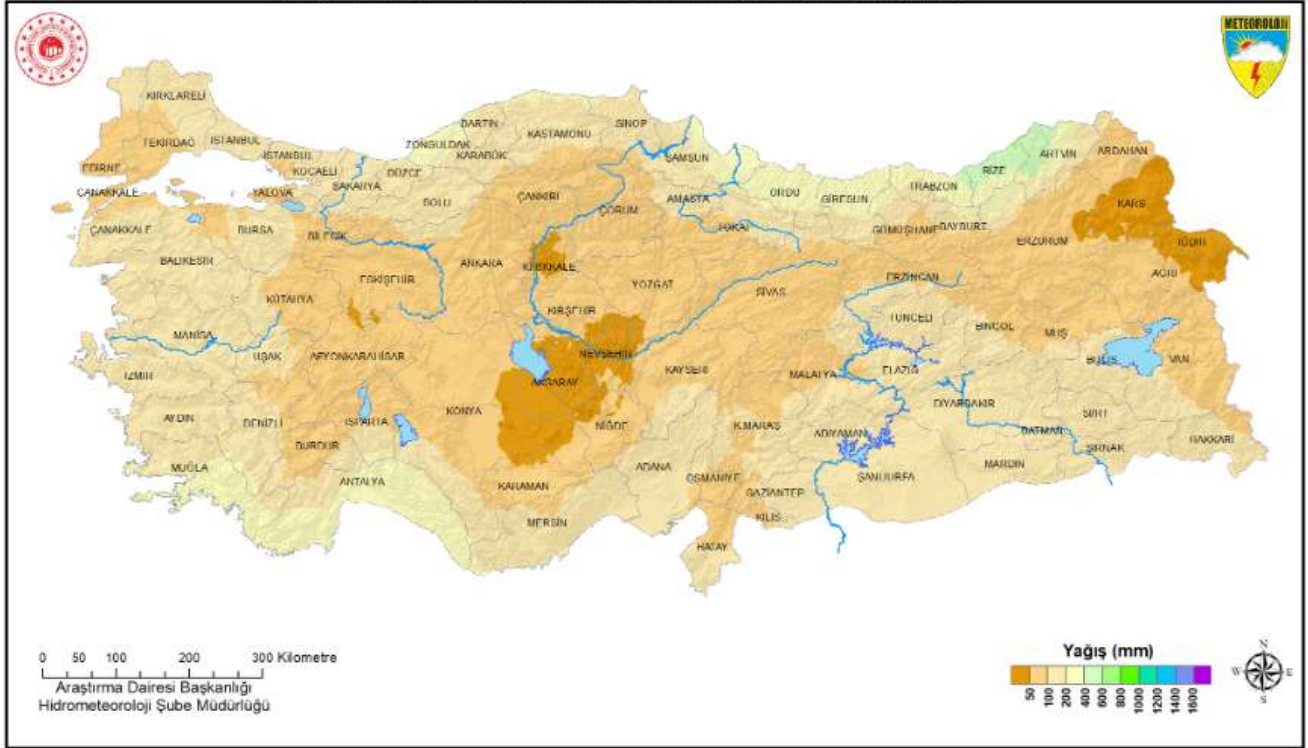 METEOROLOJİ
KIRKLARELİ
TEKİRDAĞ
İSTANBUL
EDİRNE
İSTANBUL
KOCAELİ
ÇANAKKALE
YALOVA
SAKARYA
DÜZCE
ZONGULDAK
BARTIN
KARABÜK
KASTAMONU
SİNOP
SAMSUN
BOLU
ÇANKIRI
ÇORUM
AMASYA
TOKAT
ORDU
GİRESUN
TRABZON
RİZE
ARTVİN
ARDAHAN
KARS
IĞDIR
GÜMÜŞHANE
BAYBURT
ERZURUM
AĞRI
ÇANAKKALE
BURSA
BİLECİK
BALIKESİR
ESKİŞEHİR
ANKARA
KIRIKKALE
YOZGAT
SİVAS
ERZİNCAN
KÜTAHYA
KIRŞEHİR
TUNCELİ
BİNGÖL
MUŞ
MANİSA
UŞAK
AFYONKARAHİSAR
NEVŞEHİR
KAYSERİ
MALATYA
ELAZIĞ
BİTLİS
VAN
İZMİR
AKSARAY
DİYARBAKIR
SİİRT
AYDIN
DENİZLİ
ISPARTA
KONYA
NİĞDE
K.MARAŞ
ADIYAMAN
BATMAN
ŞIRNAK
HAKKARİ
BURDUR
MUĞLA
ANTALYA
KARAMAN
ADANA
OSMANİYE
GAZİANTEP
ŞANLIURFA
MARDİN
MERSİN
KİLİS
HATAY
0 50 100 200 300 Kilometre
Araştırma Dairesi Başkanlığı
Hidrometeoroloji Şube Müdürlüğü
Yağış (mm)
50 100 200 400 600 800 1000 1200 1400 1600
N
W E
S